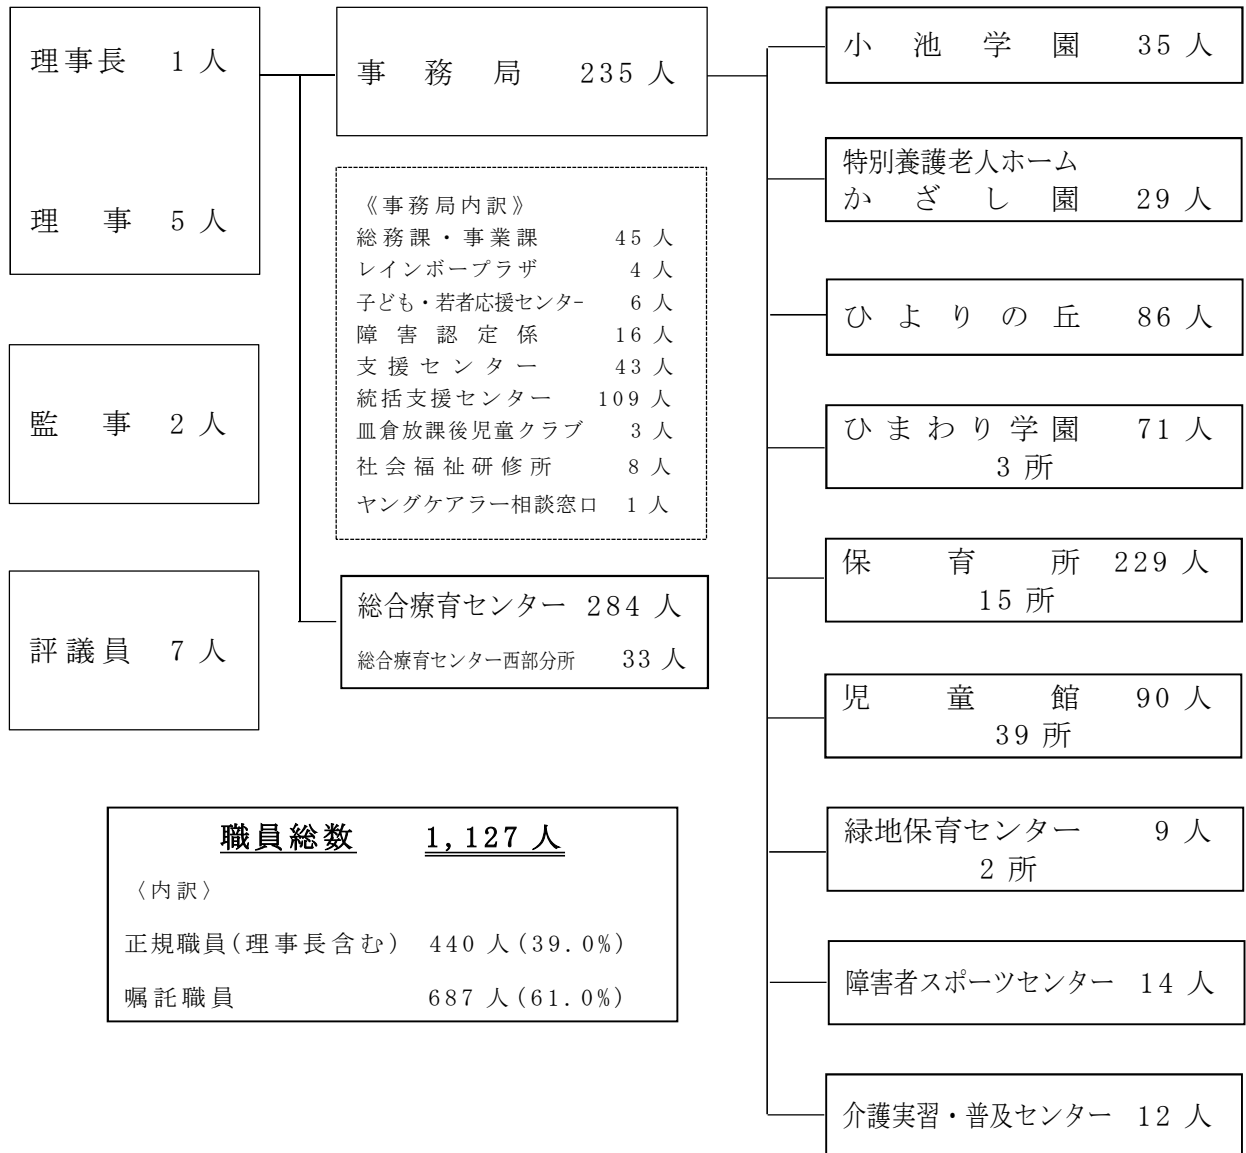 理事長 1人
理事 5人
監事 2人
評議員 7人
事務局 235人
《事務局内訳》
総務課・事業課 45人
レインボープラザ 4人
子ども・若者応援センター 6人
障害認定係 16人
支援センター 43人
統括支援センター 109人
皿倉放課後児童クラブ 3人
社会福祉研修所 8人
ヤングケアラー相談窓口 1人
総合療育センター 284人
総合療育センター西部分所 33人
小池学園 35人
特別養護老人ホーム
かざし園 29人
ひよりの丘 86人
ひまわり学園 71人
3所
保育所 229人
15所
児童館 90人
39所
緑地保育センター 9人
2所
障害者スポーツセンター 14人
介護実習・普及センター 12人
職員総数 1,127人
〈内訳〉
正規職員(理事長含む) 440人(39.0%)
嘱託職員 687人(61.0%)